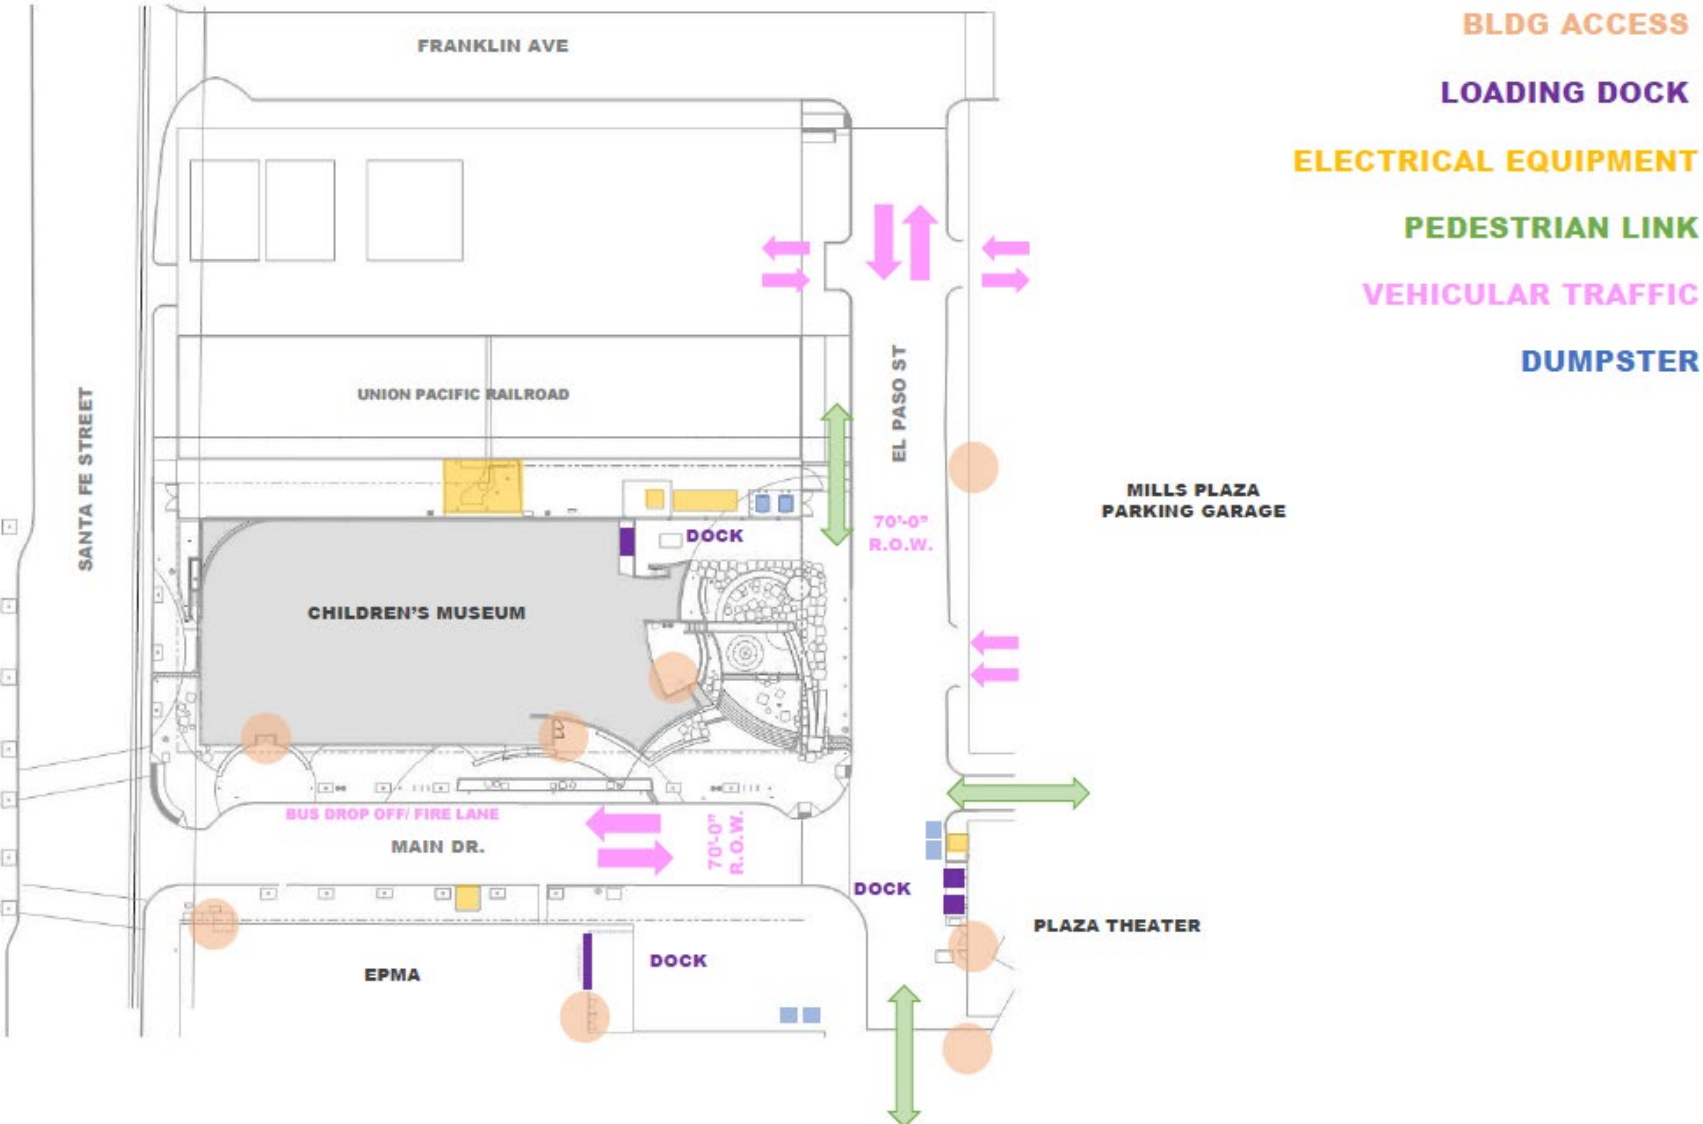 FRANKLIN AVE
BLDG ACCESS
LOADING DOCK
ELECTRICAL EQUIPMENT
PEDESTRIAN LINK
VEHICULAR TRAFFIC
DUMPSTER
SANTA FE STREET
UNION PACIFIC RAILROAD
EL PASO ST
MILLS PLAZA
PARKING GARAGE
70'-0"
R.O.W.
DOCK
CHILDREN'S MUSEUM
BUS DROP OFF/ FIRE LANE
MAIN DR.
70'-0"
R.O.W.
DOCK
PLAZA THEATER
EPMA
DOCK